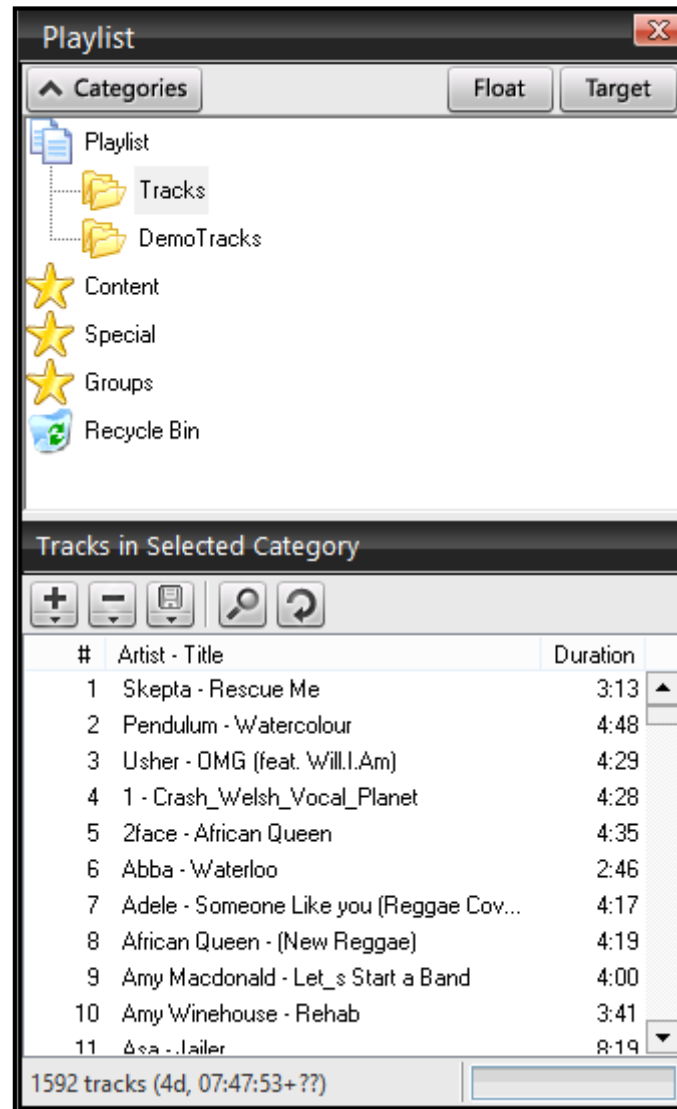 Playlist
Categories Float Target
Playlist
Tracks
DemoTracks
Content
Special
Groups
Recycle Bin
Tracks in Selected Category
# Artist - Title Duration
1 Skepta - Rescue Me 3:13
2 Pendulum - Watercolour 4:48
3 Usher - OMG (feat. Will.I.Am) 4:29
4 1 - Crash_Welsh_Vocal_Planet 4:28
5 2face - African Queen 4:35
6 Abba - Waterloo 2:46
7 Adele - Someone Like you (Reggae Cov... 4:17
8 African Queen - (New Reggae) 4:19
9 Amy Macdonald - Let_s Start a Band 4:00
10 Amy Winehouse - Rehab 3:41
11 Asa - Jailer 8:19
1592 tracks (4d, 07:47:53+??)